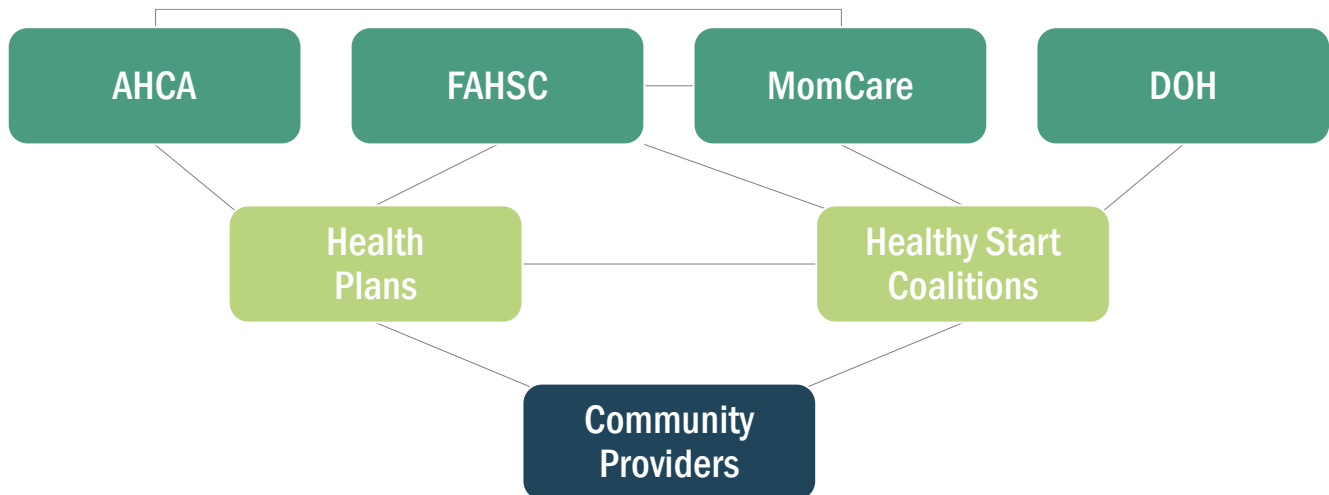 AHCA
FAHSC
MomCare
DOH
Health
Plans
Healthy Start
Coalitions
Community
Providers